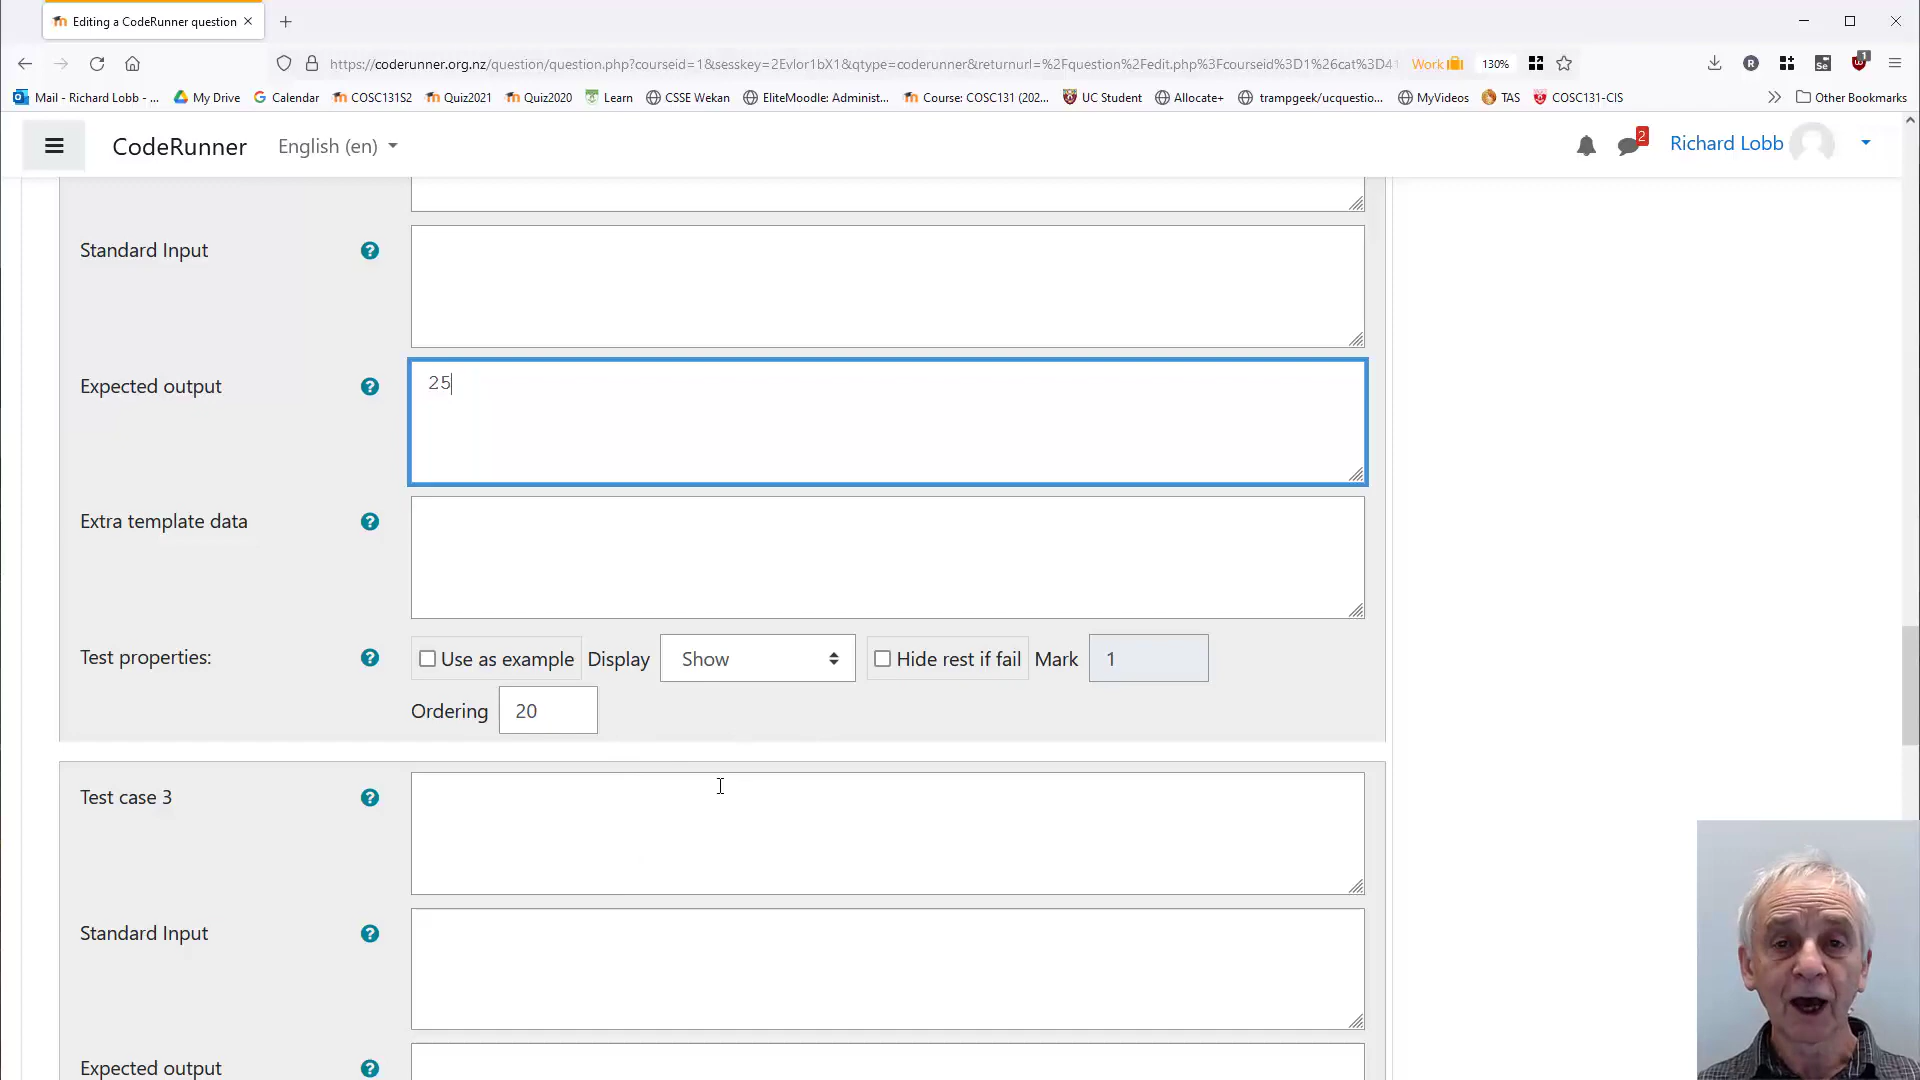 Editing a CodeRunner question
https://coderunner.org.nz/question/question.php?courseid=1&sesskey=2Evlor1bX1&qtype=coderunner&returnurl=%2Fquestion%2Fedit.php%3Fcourseid%3D1%26cat%3D41 Work 130%
Mail - Richard Lobb - ... My Drive Calendar COSC131S2 Quiz2021 Quiz2020 Learn CSSE Wekan EliteMoodle: Administ... Course: COSC131 (202... UC Student Allocate+ trampgeek/ucquestio... MyVideos TAS COSC131-CIS Other Bookmarks
CodeRunner English (en) 2 Richard Lobb
Standard Input
Expected output 25
Extra template data
Test properties: Use as example Display Show Hide rest if fail Mark 1
Ordering 20
Test case 3
Standard Input
Expected output